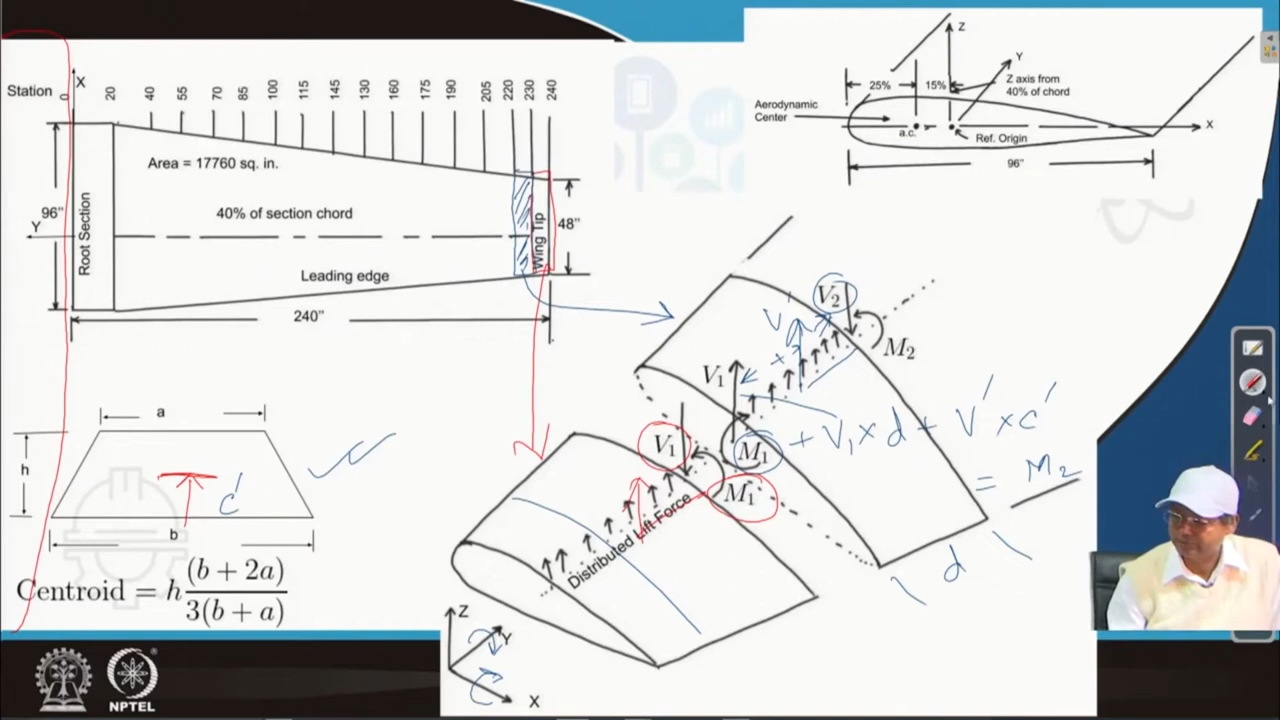 Station
0
X
20
40
55
70
85
100
115
145
130
160
175
190
205
220
230
240
Area = 17760 sq. in.
96"
Y
Root Section
40% of section chord
Wing Tip
48"
Leading edge
240"
a
h
c'
b
Centroid = h (b + 2a) / 3(b + a)
Z
Y
25%
15%
Z axis from
40% of chord
Aerodynamic
Center
a.c.
Ref. Origin
X
96"
V2
V'
M2
V1
M1 + V1 x d + V' x c'
= M2
V1
M1
Distributed Lift Force
d
Z
Y
X
NPTEL